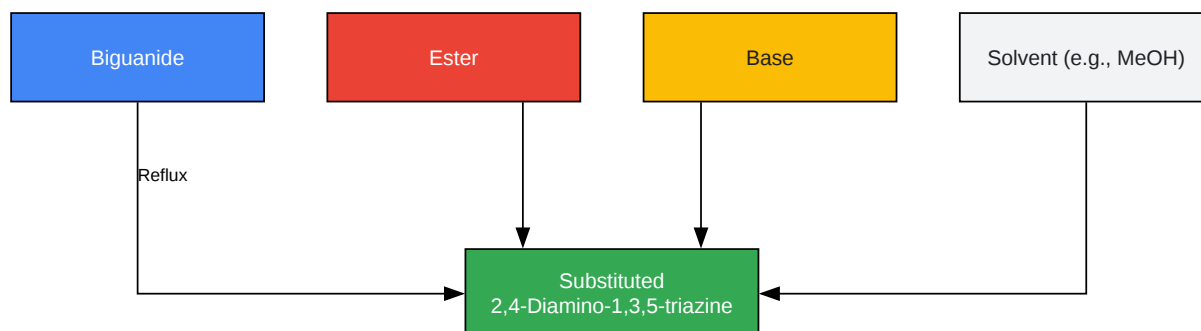 Biguanide
Ester
Base
Solvent (e.g., MeOH)
Reflux
Substituted
2,4-Diamino-1,3,5-triazine